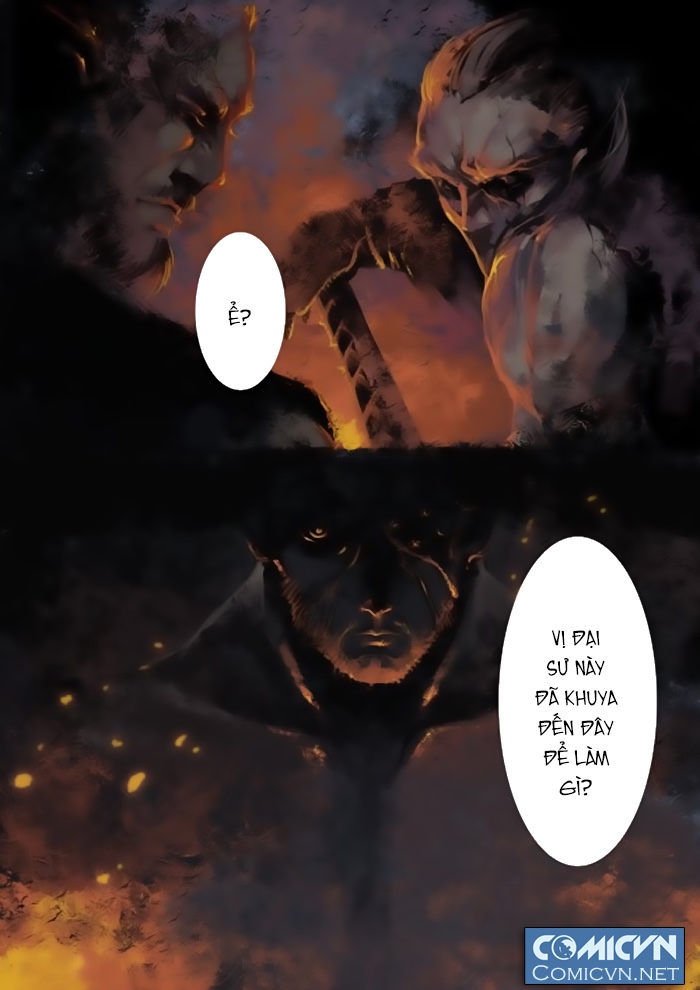 Ể?
VỊ ĐẠI
SƯ NÀY
ĐÃ KHUYA
ĐẾN ĐÂY
ĐỂ LÀM
GÌ?
COMICVN
COMICVN.NET